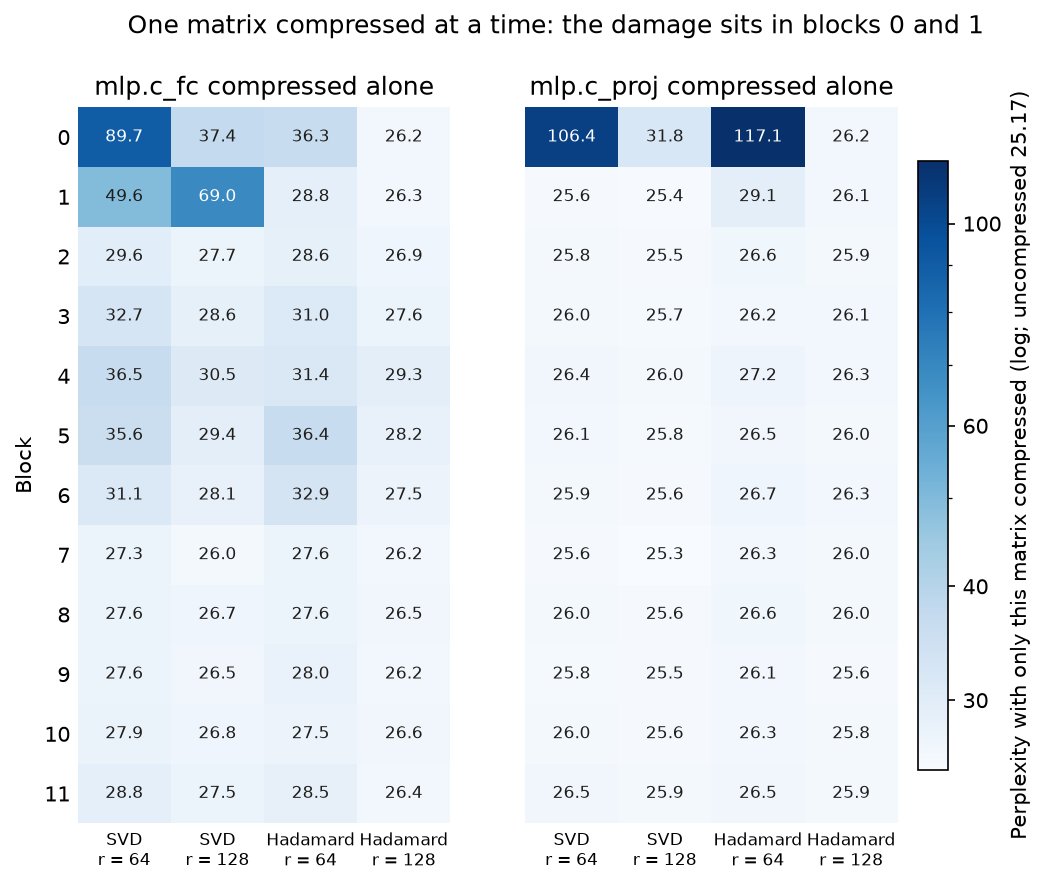 One matrix compressed at a time: the damage sits in blocks 0 and 1
mlp.c_fc compressed alone
mlp.c_proj compressed alone
0 89.7 37.4 36.3 26.2 106.4 31.8 117.1 26.2
1 49.6 69.0 28.8 26.3 25.6 25.4 29.1 26.1
2 29.6 27.7 28.6 26.9 25.8 25.5 26.6 25.9
3 32.7 28.6 31.0 27.6 26.0 25.7 26.2 26.1
4 36.5 30.5 31.4 29.3 26.4 26.0 27.2 26.3
5 35.6 29.4 36.4 28.2 26.1 25.8 26.5 26.0
6 31.1 28.1 32.9 27.5 25.9 25.6 26.7 26.3
7 27.3 26.0 27.6 26.2 25.6 25.3 26.3 26.0
8 27.6 26.7 27.6 26.5 26.0 25.6 26.6 26.0
9 27.6 26.5 28.0 26.2 25.8 25.5 26.1 25.6
10 27.9 26.8 27.5 26.6 26.0 25.6 26.3 25.8
11 28.8 27.5 28.5 26.4 26.5 25.9 26.5 25.9
SVD SVD Hadamard Hadamard SVD SVD Hadamard Hadamard
r = 64 r = 128 r = 64 r = 128 r = 64 r = 128 r = 64 r = 128
Block
100
60
40
30
Perplexity with only this matrix compressed (log; uncompressed 25.17)